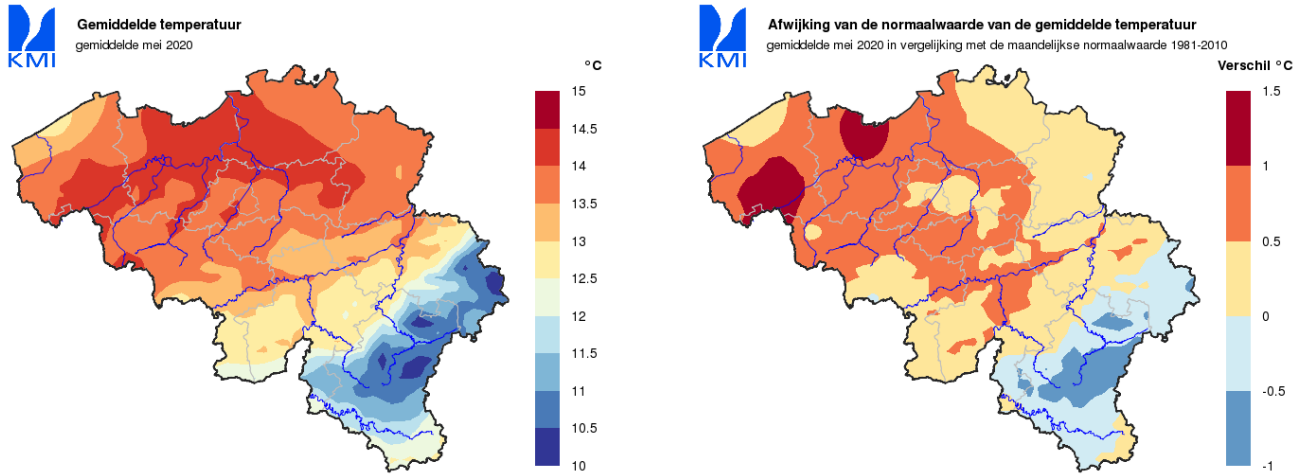 KMI
Gemiddelde temperatuur
gemiddelde mei 2020
°C
15
14.5
14
13.5
13
12.5
12
11.5
11
10.5
10
KMI
Afwijking van de normaalwaarde van de gemiddelde temperatuur
gemiddelde mei 2020 in vergelijking met de maandelijkse normaalwaarde 1981-2010
Verschil °C
1.5
1
0.5
0
-0.5
-1